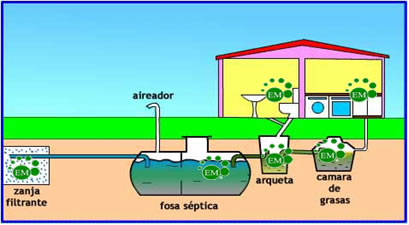 EM
EM
aireador
EM
EM
EM
EM
zanja
filtrante
fosa séptica
arqueta
camara
de
grasas